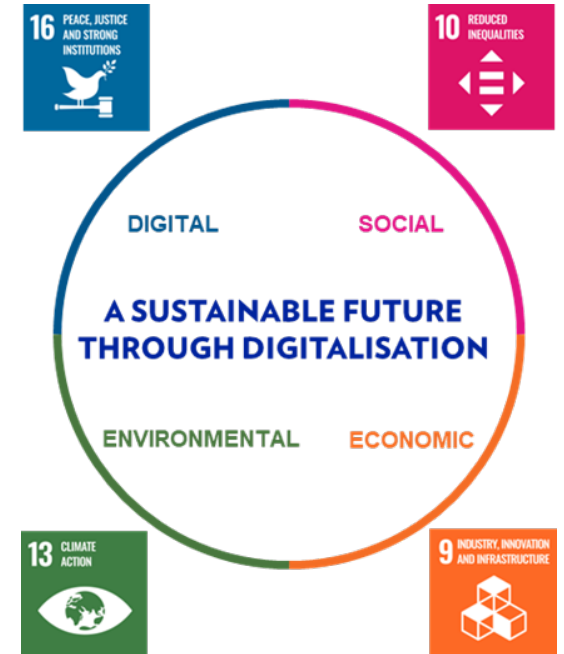 16 PEACE, JUSTICE
AND STRONG
INSTITUTIONS
10 REDUCED
INEQUALITIES
DIGITAL
SOCIAL
A SUSTAINABLE FUTURE
THROUGH DIGITALISATION
ENVIRONMENTAL
ECONOMIC
13 CLIMATE
ACTION
9 INDUSTRY, INNOVATION
AND INFRASTRUCTURE